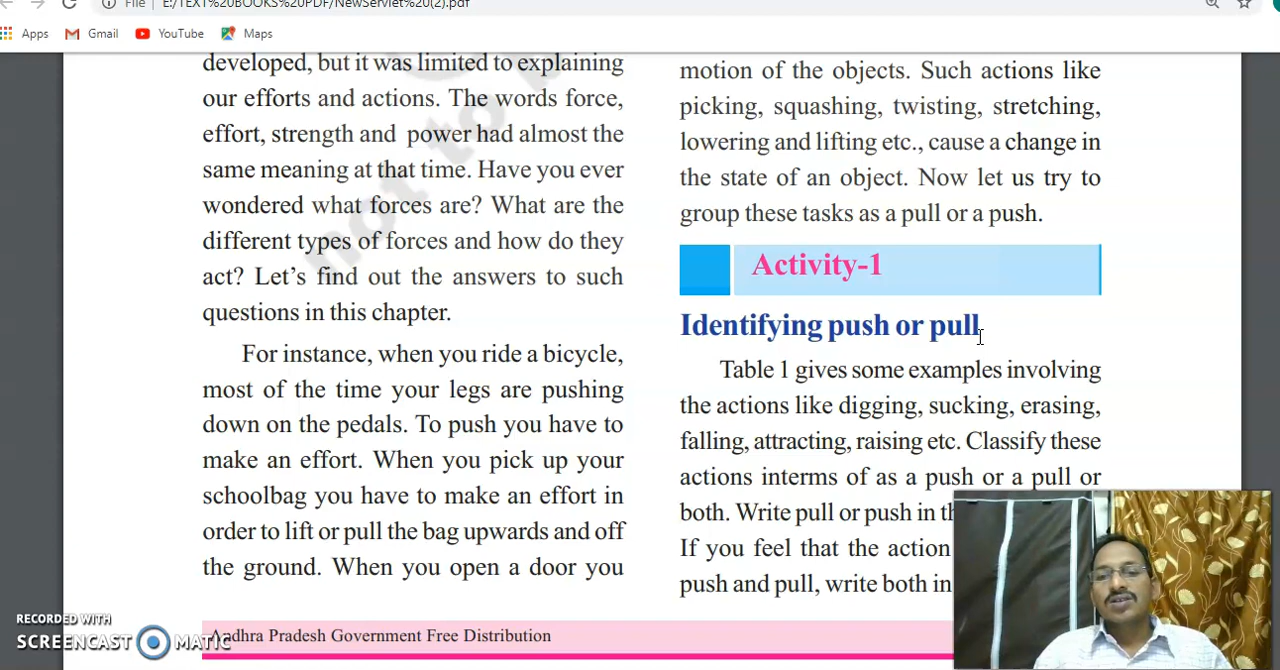 File
E:/TEXT%20BOOKS%20PDF/NewServlet%20(2).pdf
Apps
Gmail
YouTube
Maps
developed, but it was limited to explaining
our efforts and actions. The words force,
effort, strength and power had almost the
same meaning at that time. Have you ever
wondered what forces are? What are the
different types of forces and how do they
act? Let's find out the answers to such
questions in this chapter.
For instance, when you ride a bicycle,
most of the time your legs are pushing
down on the pedals. To push you have to
make an effort. When you pick up your
schoolbag you have to make an effort in
order to lift or pull the bag upwards and off
the ground. When you open a door you
not to
motion of the objects. Such actions like
picking, squashing, twisting, stretching,
lowering and lifting etc., cause a change in
the state of an object. Now let us try to
group these tasks as a pull or a push.
Activity-1
Identifying push or pull
Table 1 gives some examples involving
the actions like digging, sucking, erasing,
falling, attracting, raising etc. Classify these
actions interms of as a push or a pull or
both. Write pull or push in
If you feel that the action
push and pull, write both in
Andhra Pradesh Government Free Distribution
RECORDED WITH
SCREENCAST MATIC